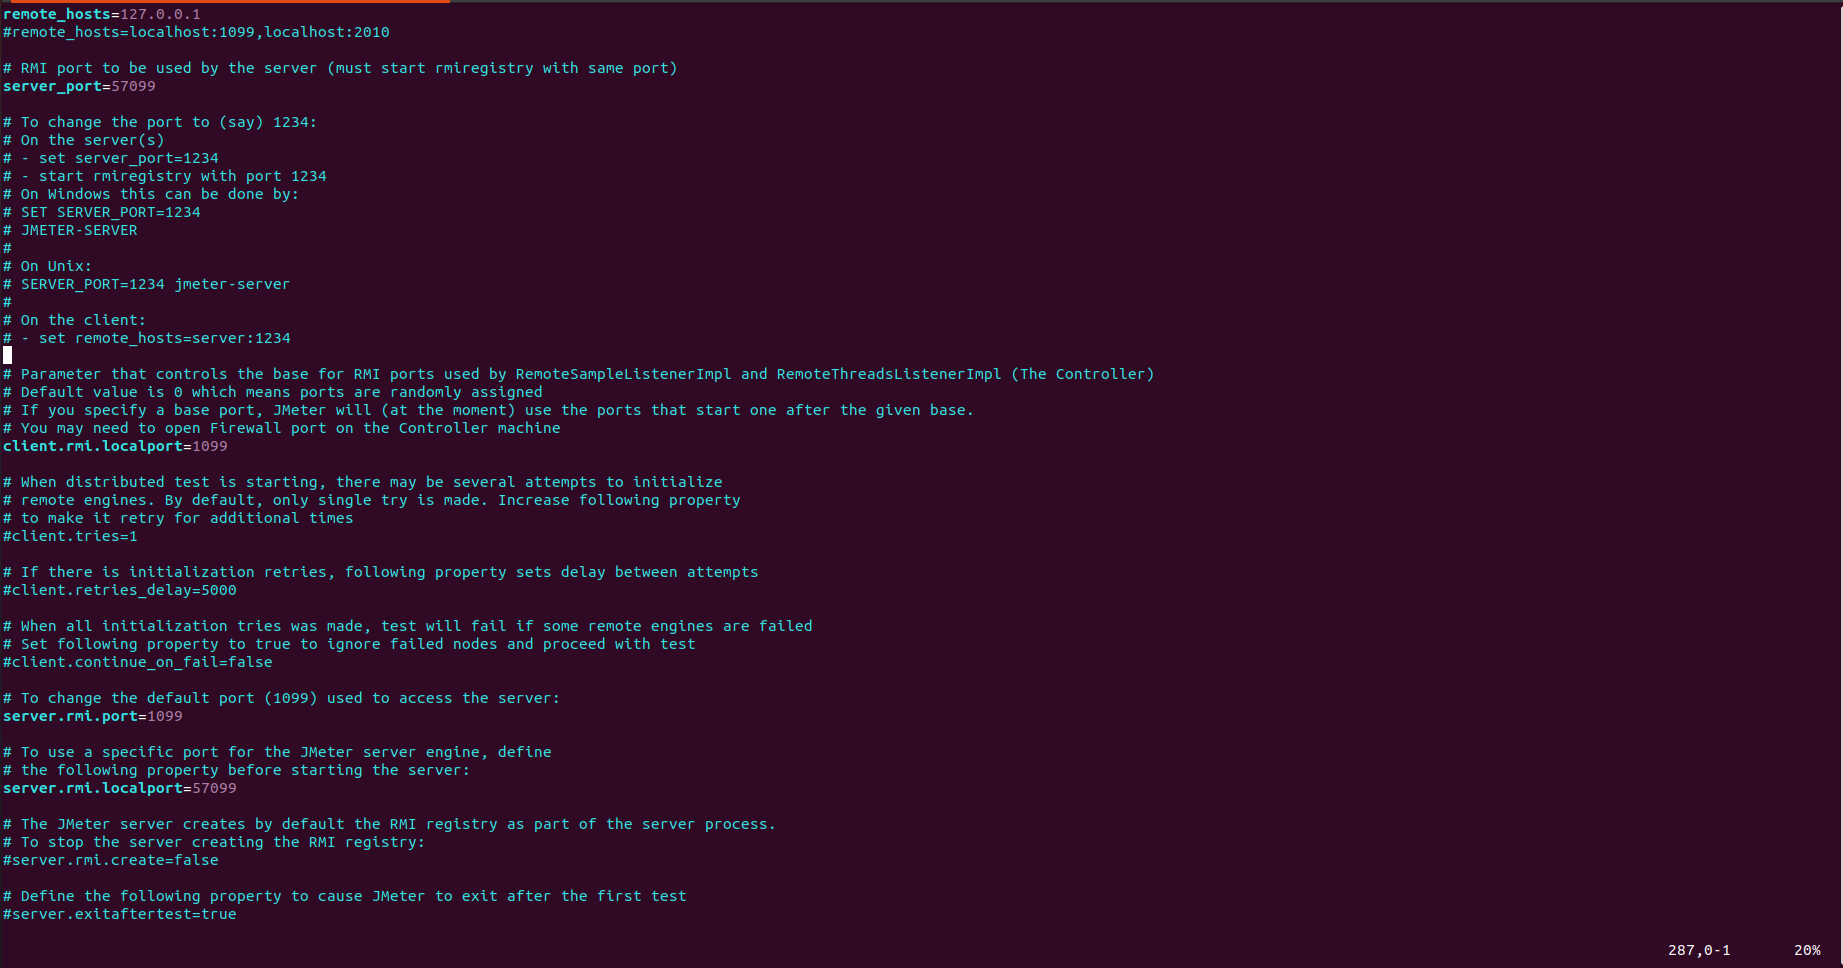 remote_hosts=127.0.0.1
#remote_hosts=localhost:1099,localhost:2010
# RMI port to be used by the server (must start rmiregistry with same port)
server_port=57099
# To change the port to (say) 1234:
# On the server(s)
# - set server_port=1234
# - start rmiregistry with port 1234
# On Windows this can be done by:
# SET SERVER_PORT=1234
# JMETER-SERVER
#
# On Unix:
# SERVER_PORT=1234 jmeter-server
#
# On the client:
# - set remote_hosts=server:1234
# Parameter that controls the base for RMI ports used by RemoteSampleListenerImpl and RemoteThreadsListenerImpl (The Controller)
# Default value is 0 which means ports are randomly assigned
# If you specify a base port, JMeter will (at the moment) use the ports that start one after the given base.
# You may need to open Firewall port on the Controller machine
client.rmi.localport=1099
# When distributed test is starting, there may be several attempts to initialize
# remote engines. By default, only single try is made. Increase following property
# to make it retry for additional times
#client.tries=1
# If there is initialization retries, following property sets delay between attempts
#client.retries_delay=5000
# When all initialization tries was made, test will fail if some remote engines are failed
# Set following property to true to ignore failed nodes and proceed with test
#client.continue_on_fail=false
# To change the default port (1099) used to access the server:
server.rmi.port=1099
# To use a specific port for the JMeter server engine, define
# the following property before starting the server:
server.rmi.localport=57099
# The JMeter server creates by default the RMI registry as part of the server process.
# To stop the server creating the RMI registry:
#server.rmi.create=false
# Define the following property to cause JMeter to exit after the first test
#server.exitaftertest=true
287,0-1 20%